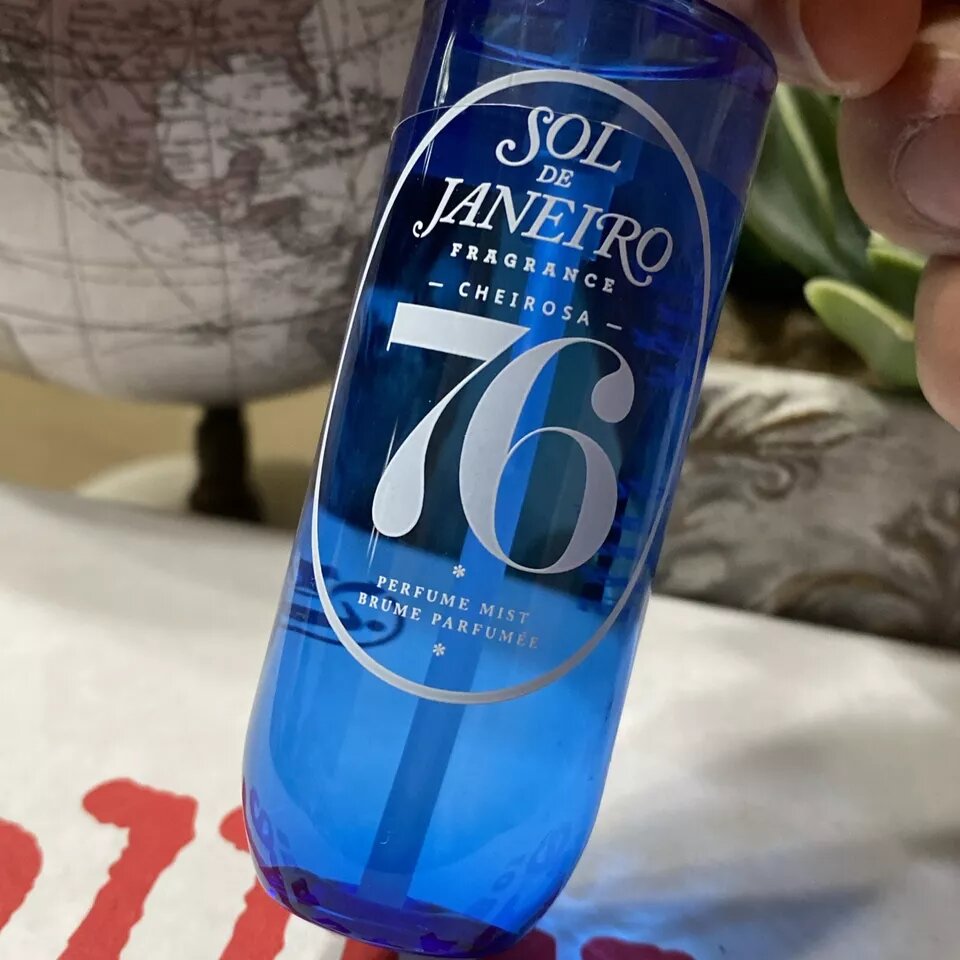 SOL
DE
JANEIRO
FRAGRANCE
— CHEIROSA —
76
*
PERFUME MIST
BRUME PARFUMÉE
*